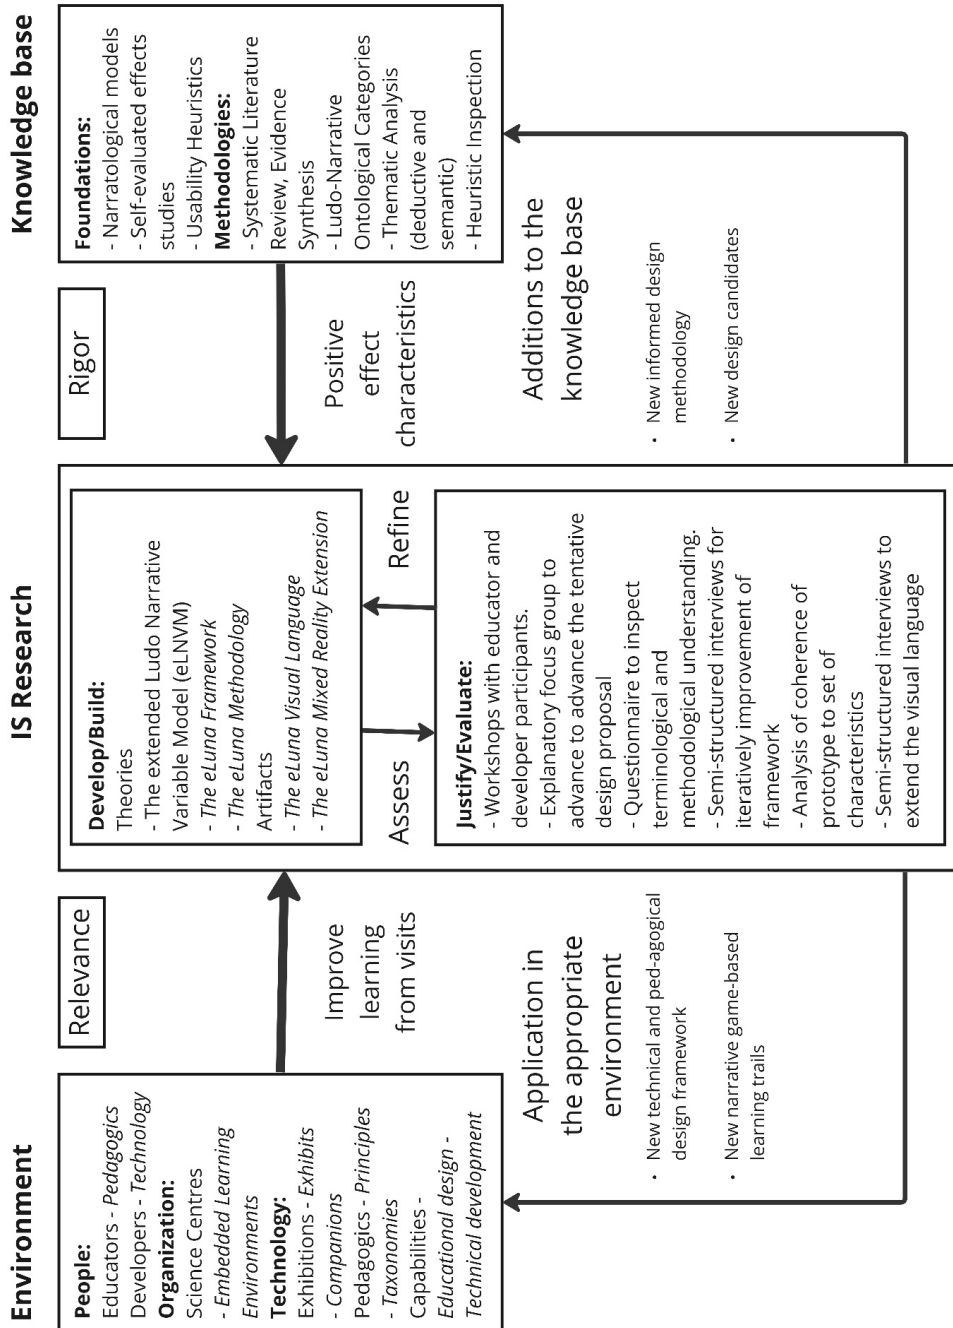 Environment
People:
Educators - Pedagogics
Developers - Technology
Organization:
Science Centres
- Embedded Learning
Environments
Technology:
Exhibitions - Exhibits
- Companions
Pedagogics - Principles
- Taxonomies
Capabilities -
Educational design -
Technical development
Relevance
Improve
learning
from visits
Application in
the appropriate
environment
• New technical and ped-agogical
design framework
• New narrative game-based
learning trails
IS Research
Develop/Build:
Theories
- The extended Ludo Narrative
Variable Model (eLNVM)
- The eLuna Framework
- The eLuna Methodology
Artifacts
- The eLuna Visual Language
- The eLuna Mixed Reality Extension
Assess
Refine
Justify/Evaluate:
- Workshops with educator and
developer participants.
- Explanatory focus group to
advance to advance the tentative
design proposal
- Questionnaire to inspect
terminological and
methodological understanding.
- Semi-structured interviews for
iteratively improvement of
framework
- Analysis of coherence of
prototype to set of
characteristics
- Semi-structured interviews to
extend the visual language
Knowledge base
Rigor
Foundations:
- Narratological models
- Self-evaluated effects
studies
- Usability Heuristics
Methodologies:
- Systematic Literature
Review, Evidence
Synthesis
- Ludo-Narrative
Ontological Categories
- Thematic Analysis
(deductive and
semantic)
- Heuristic Inspection
Positive
effect
characteristics
Additions to the
knowledge base
• New informed design
methodology
• New design candidates